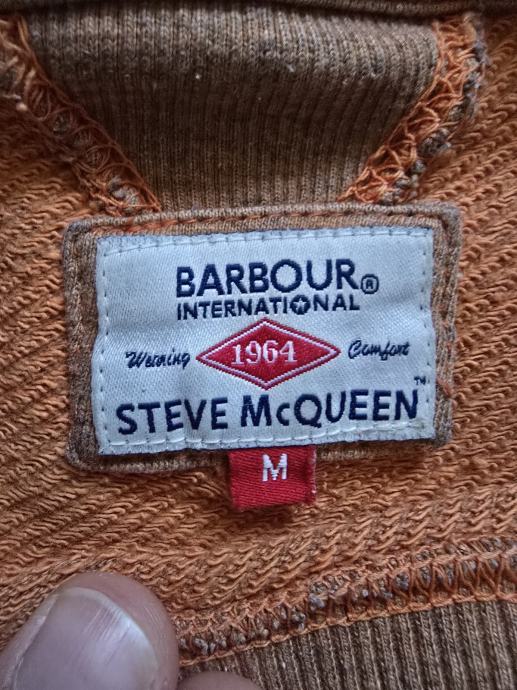 BARBOUR®
INTERNATIONAL
Wearing 1964 Comfort
STEVE McQUEEN™
M